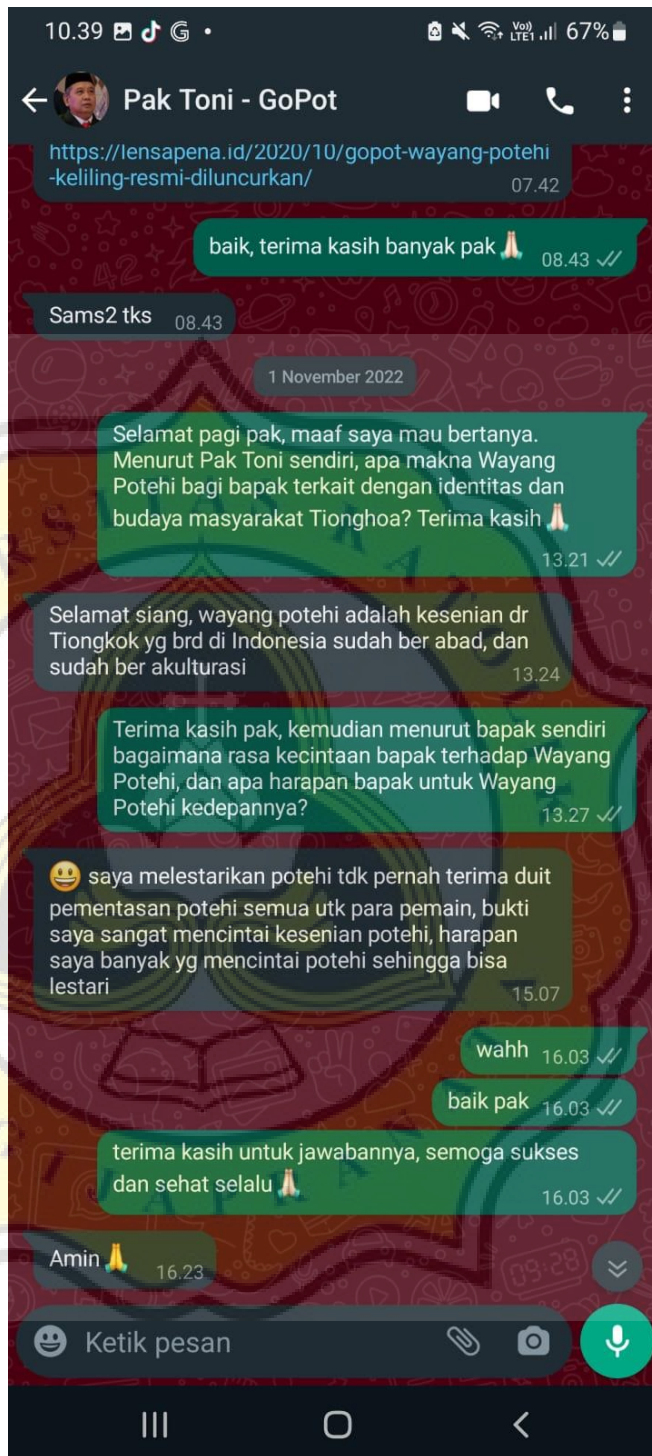 10.39
Voo) LTE1 67%
Pak Toni - GoPot
https://lensapena.id/2020/10/gopot-wayang-potehi
-keliling-resmi-diluncurkan/
07.42
baik, terima kasih banyak pak🙏🏻
08.43
Sams2 tks 08.43
1 November 2022
Selamat pagi pak, maaf saya mau bertanya.
Menurut Pak Toni sendiri, apa makna Wayang
Potehi bagi bapak terkait dengan identitas dan
budaya masyarakat Tionghoa? Terima kasih🙏🏻
13.21
Selamat siang, wayang potehi adalah kesenian dr
Tiongkok yg brd di Indonesia sudah ber abad, dan
sudah ber akulturasi
13.24
Terima kasih pak, kemudian menurut bapak sendiri
bagaimana rasa kecintaan bapak terhadap Wayang
Potehi, dan apa harapan bapak untuk Wayang
Potehi kedepannya?
13.27
😃 saya melestarikan potehi tdk pernah terima duit
pementasan potehi semua utk para pemain, bukti
saya sangat mencintai kesenian potehi, harapan
saya banyak yg mencintai potehi sehingga bisa
lestari
15.07
wahh 16.03
baik pak 16.03
terima kasih untuk jawabannya, semoga sukses
dan sehat selalu🙏🏻
16.03
Amin🙏 16.23
Ketik pesan